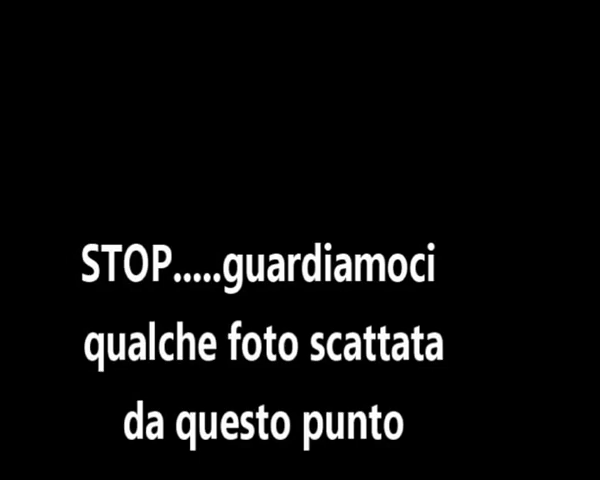 STOP.....guardiamoci
qualche foto scattata
da questo punto